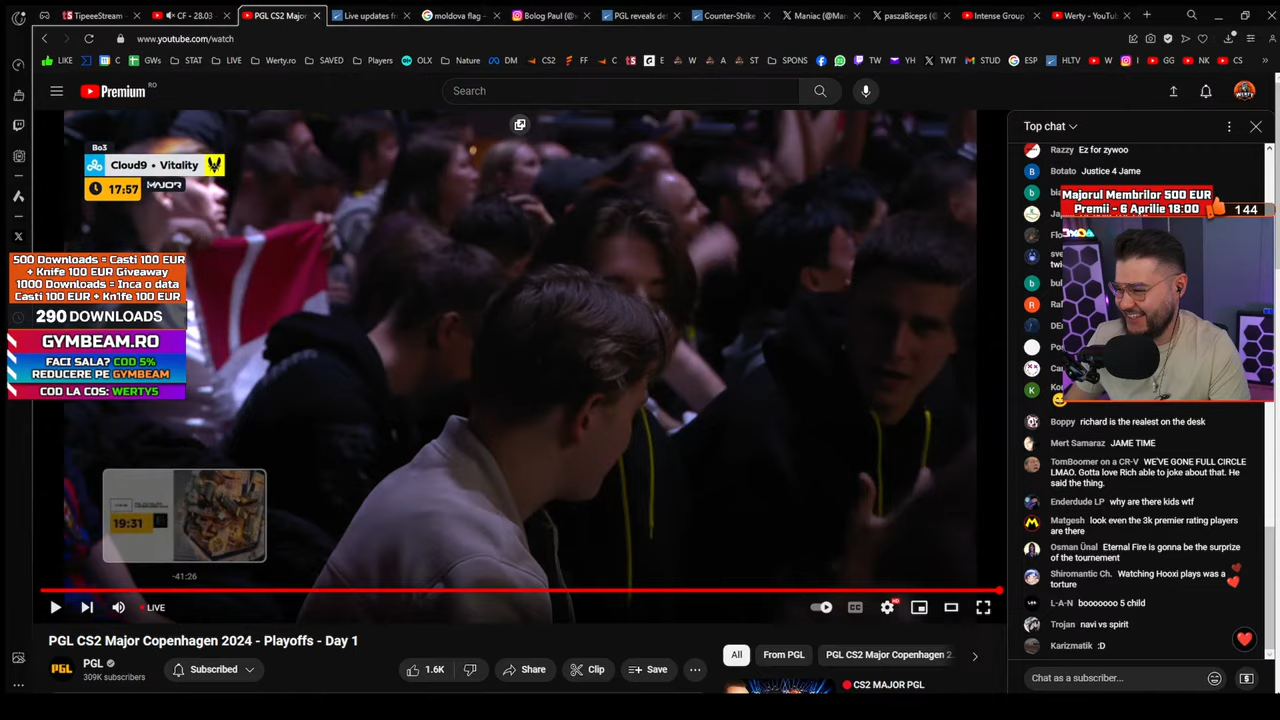 TipeeeStream -
CF - 28.03
PGL CS2 Majo
Live updates fr
moldova flag -
Bolog Paul (@
PGL reveals de
Counter-Strike
Maniac (@Man
paszaBiceps (@
Intense Group
Werty - YouTu
www.youtube.com/watch
LIKE
C
GWs
STAT
LIVE
Werty.ro
SAVED
Players
OLX
Nature
DM
CS2
FF
C
E
W
A
ST
SPONS
TW
YH
TWT
STUD
ESP
HLTV
W
I
GG
NK
CS
Premium RO
Search
Top chat
Bo3
Cloud9 • Vitality
17:57 MAJOR
500 Downloads = Casti 100 EUR
+ Knife 100 EUR Giveaway
1000 Downloads = Inca o data
Casti 100 EUR + Kn1fe 100 EUR
290 DOWNLOADS
GYMBEAM.RO
FACI SALA? COD 5%
REDUCERE PE GYMBEAM
COD LA COS: WERTY5
19:31
-41:26
LIVE
Razzy Ez for zywoo
Botato Justice 4 Jame
Majorul Membrilor 500 EUR
Premii - 6 Aprilie 18:00
144
Boppy richard is the realest on the desk
Mert Samaraz JAME TIME
TomBoomer on a CR-V WE'VE GONE FULL CIRCLE
LMAO. Gotta love Rich able to joke about that. He
said the thing.
Enderdude LP why are there kids wtf
Matgesh look even the 3k premier rating players
are there
Osman Ünal Eternal Fire is gonna be the surprize
of the tournement
Shiromantic Ch. Watching Hooxi plays was a
torture
L-A-N booooooo 5 child
Trojan navi vs spirit
Karizmatik :D
Chat as a subscriber...
PGL CS2 Major Copenhagen 2024 - Playoffs - Day 1
PGL
309K subscribers
Subscribed
1.6K
Share
Clip
Save
All
From PGL
PGL CS2 Major Copenhagen 2
CS2 MAJOR PGL